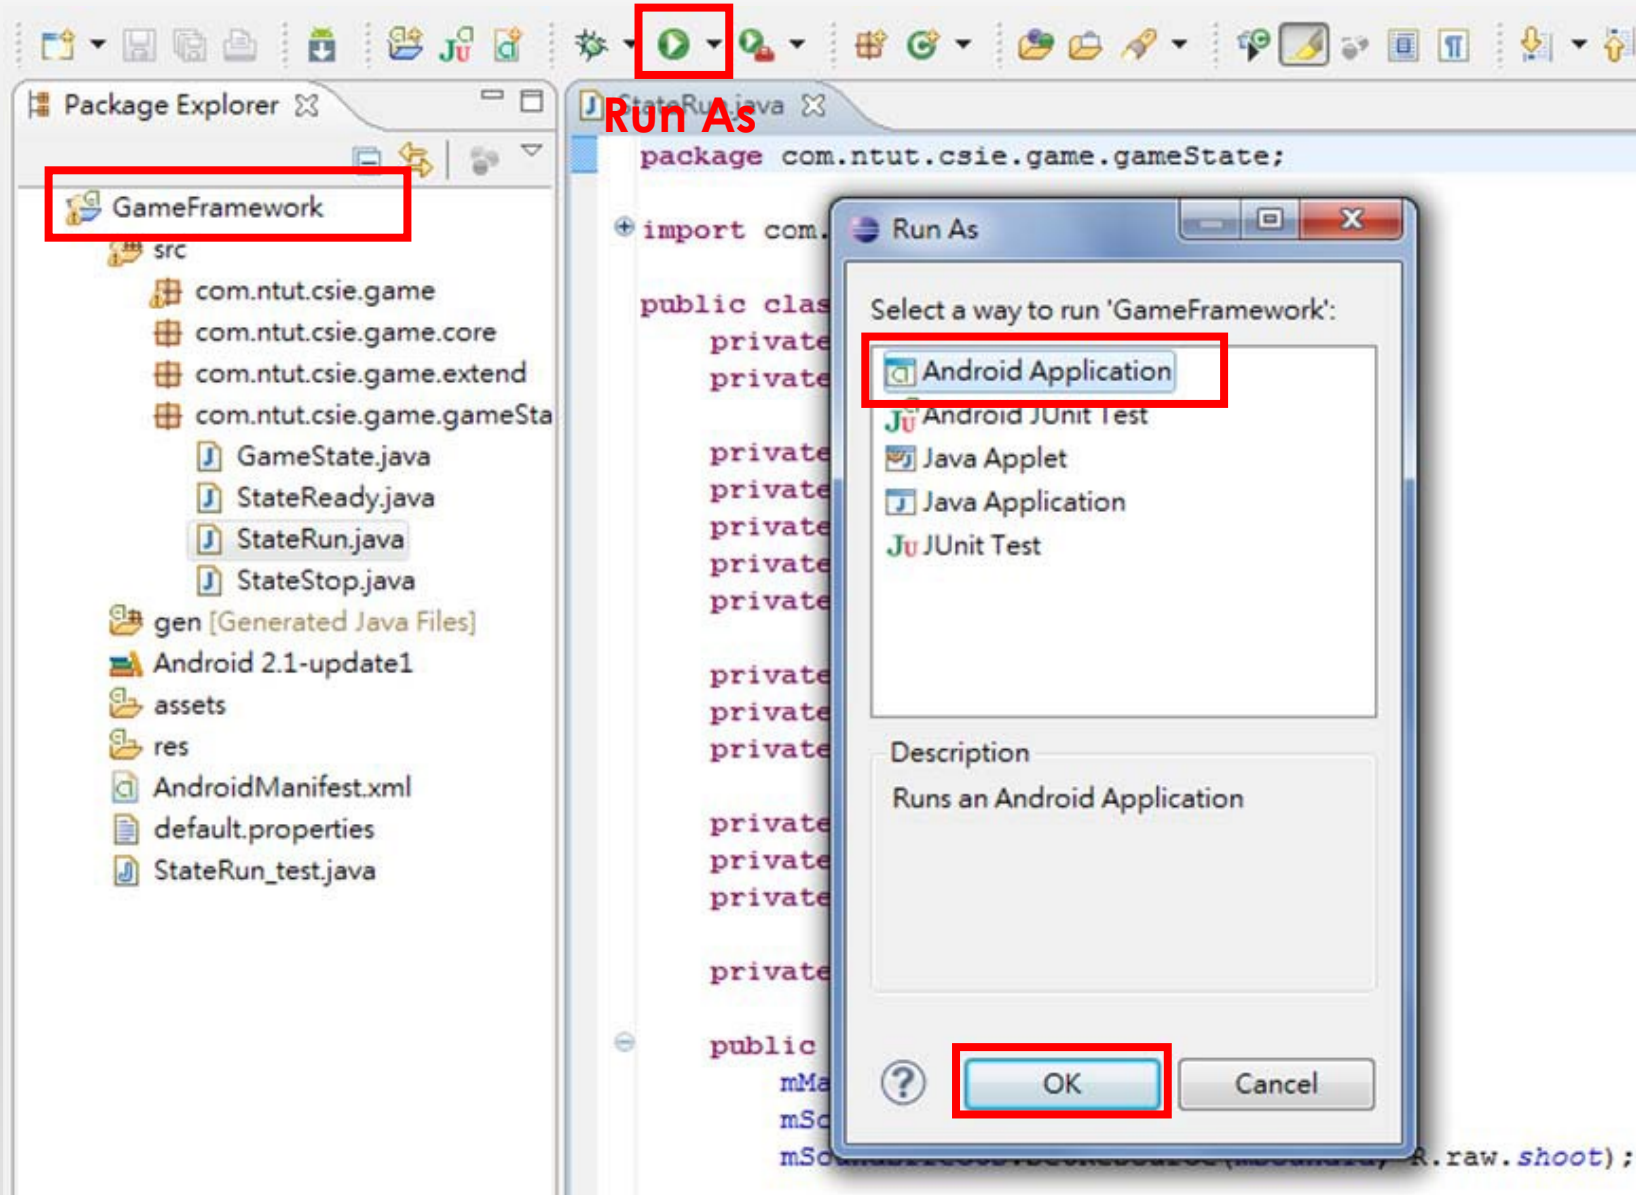 Package Explorer
GameFramework
src
com.ntut.csie.game
com.ntut.csie.game.core
com.ntut.csie.game.extend
com.ntut.csie.game.gameSta
GameState.java
StateReady.java
StateRun.java
StateStop.java
gen [Generated Java Files]
Android 2.1-update1
assets
res
AndroidManifest.xml
default.properties
StateRun_test.java
StateRun.java
Run As
package com.ntut.csie.game.gameState;
import com.
public clas
private
private
private
private
private
private
private
private
private
private
private
private
private
private
public
mMa
mSo
R.raw.shoot);
Run As
Select a way to run 'GameFramework':
Android Application
Android JUnit Test
Java Applet
Java Application
JUnit Test
Description
Runs an Android Application
OK
Cancel